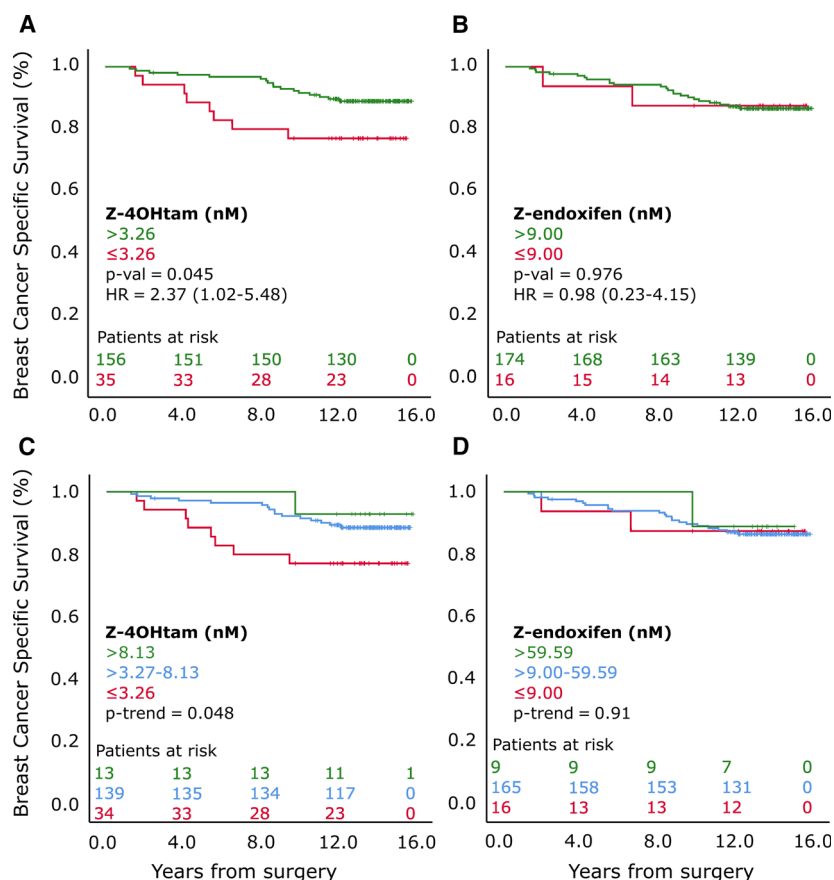 A
Breast Cancer Specific Survival (%)
1.0
0.8
0.6
0.4
0.2
0.0
Z-4OHtam (nM)
>3.26
≤3.26
p-val = 0.045
HR = 2.37 (1.02-5.48)
Patients at risk
156 151 150 130 0
35 33 28 23 0
0.0 4.0 8.0 12.0 16.0
B
1.0
0.8
0.6
0.4
0.2
0.0
Z-endoxifen (nM)
>9.00
≤9.00
p-val = 0.976
HR = 0.98 (0.23-4.15)
Patients at risk
174 168 163 139 0
16 15 14 13 0
0.0 4.0 8.0 12.0 16.0
C
Breast Cancer Specific Survival (%)
1.0
0.8
0.6
0.4
0.2
0.0
Z-4OHtam (nM)
>8.13
>3.27-8.13
≤3.26
p-trend = 0.048
Patients at risk
13 13 13 11 1
139 135 134 117 0
34 33 28 23 0
0.0 4.0 8.0 12.0 16.0
Years from surgery
D
1.0
0.8
0.6
0.4
0.2
0.0
Z-endoxifen (nM)
>59.59
>9.00-59.59
≤9.00
p-trend = 0.91
Patients at risk
9 9 9 7 0
165 158 153 131 0
16 13 13 12 0
0.0 4.0 8.0 12.0 16.0
Years from surgery